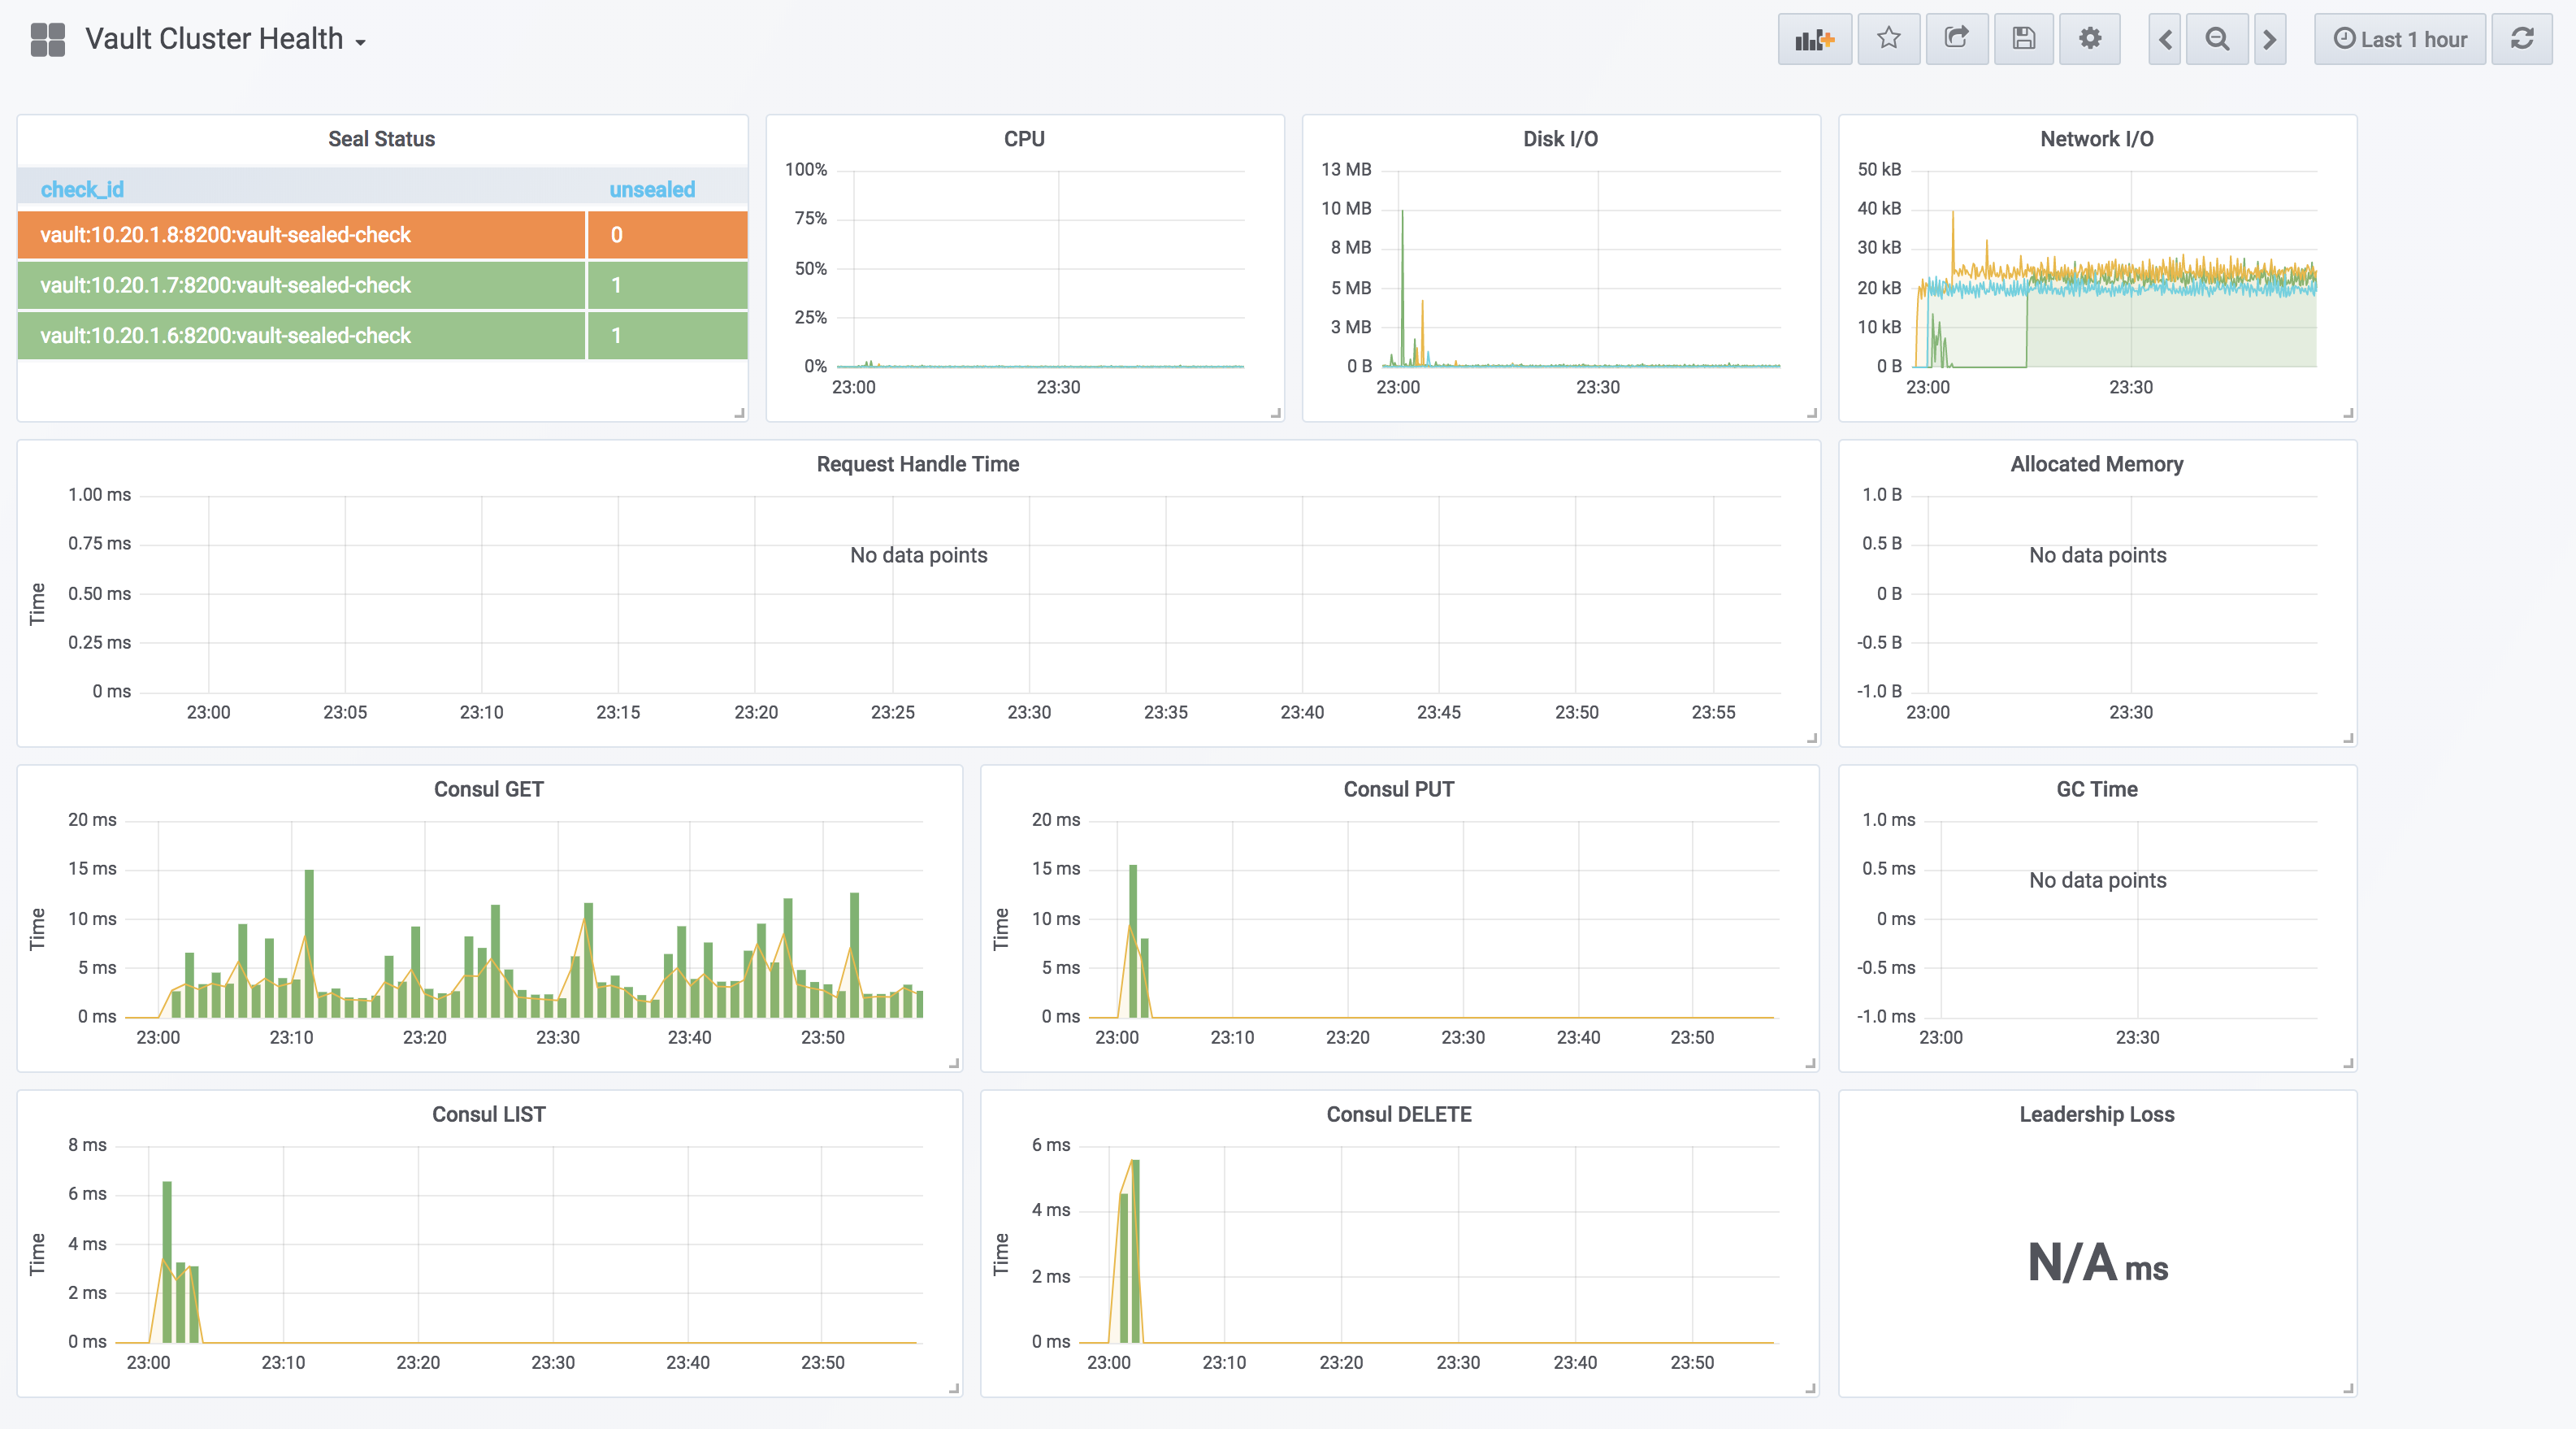 Vault Cluster Health
Last 1 hour
Seal Status
check_id unsealed
vault:10.20.1.8:8200:vault-sealed-check 0
vault:10.20.1.7:8200:vault-sealed-check 1
vault:10.20.1.6:8200:vault-sealed-check 1
CPU
100%
75%
50%
25%
0%
23:00 23:30
Disk I/O
13 MB
10 MB
8 MB
5 MB
3 MB
0 B
23:00 23:30
Network I/O
50 kB
40 kB
30 kB
20 kB
10 kB
0 B
23:00 23:30
Request Handle Time
Time
1.00 ms
0.75 ms
0.50 ms
0.25 ms
0 ms
No data points
23:00 23:05 23:10 23:15 23:20 23:25 23:30 23:35 23:40 23:45 23:50 23:55
Allocated Memory
1.0 B
0.5 B
0 B
-0.5 B
-1.0 B
No data points
23:00 23:30
Consul GET
Time
20 ms
15 ms
10 ms
5 ms
0 ms
23:00 23:10 23:20 23:30 23:40 23:50
Consul PUT
Time
20 ms
15 ms
10 ms
5 ms
0 ms
23:00 23:10 23:20 23:30 23:40 23:50
GC Time
1.0 ms
0.5 ms
0 ms
-0.5 ms
-1.0 ms
No data points
23:00 23:30
Consul LIST
Time
8 ms
6 ms
4 ms
2 ms
0 ms
23:00 23:10 23:20 23:30 23:40 23:50
Consul DELETE
Time
6 ms
4 ms
2 ms
0 ms
23:00 23:10 23:20 23:30 23:40 23:50
Leadership Loss
N/A ms